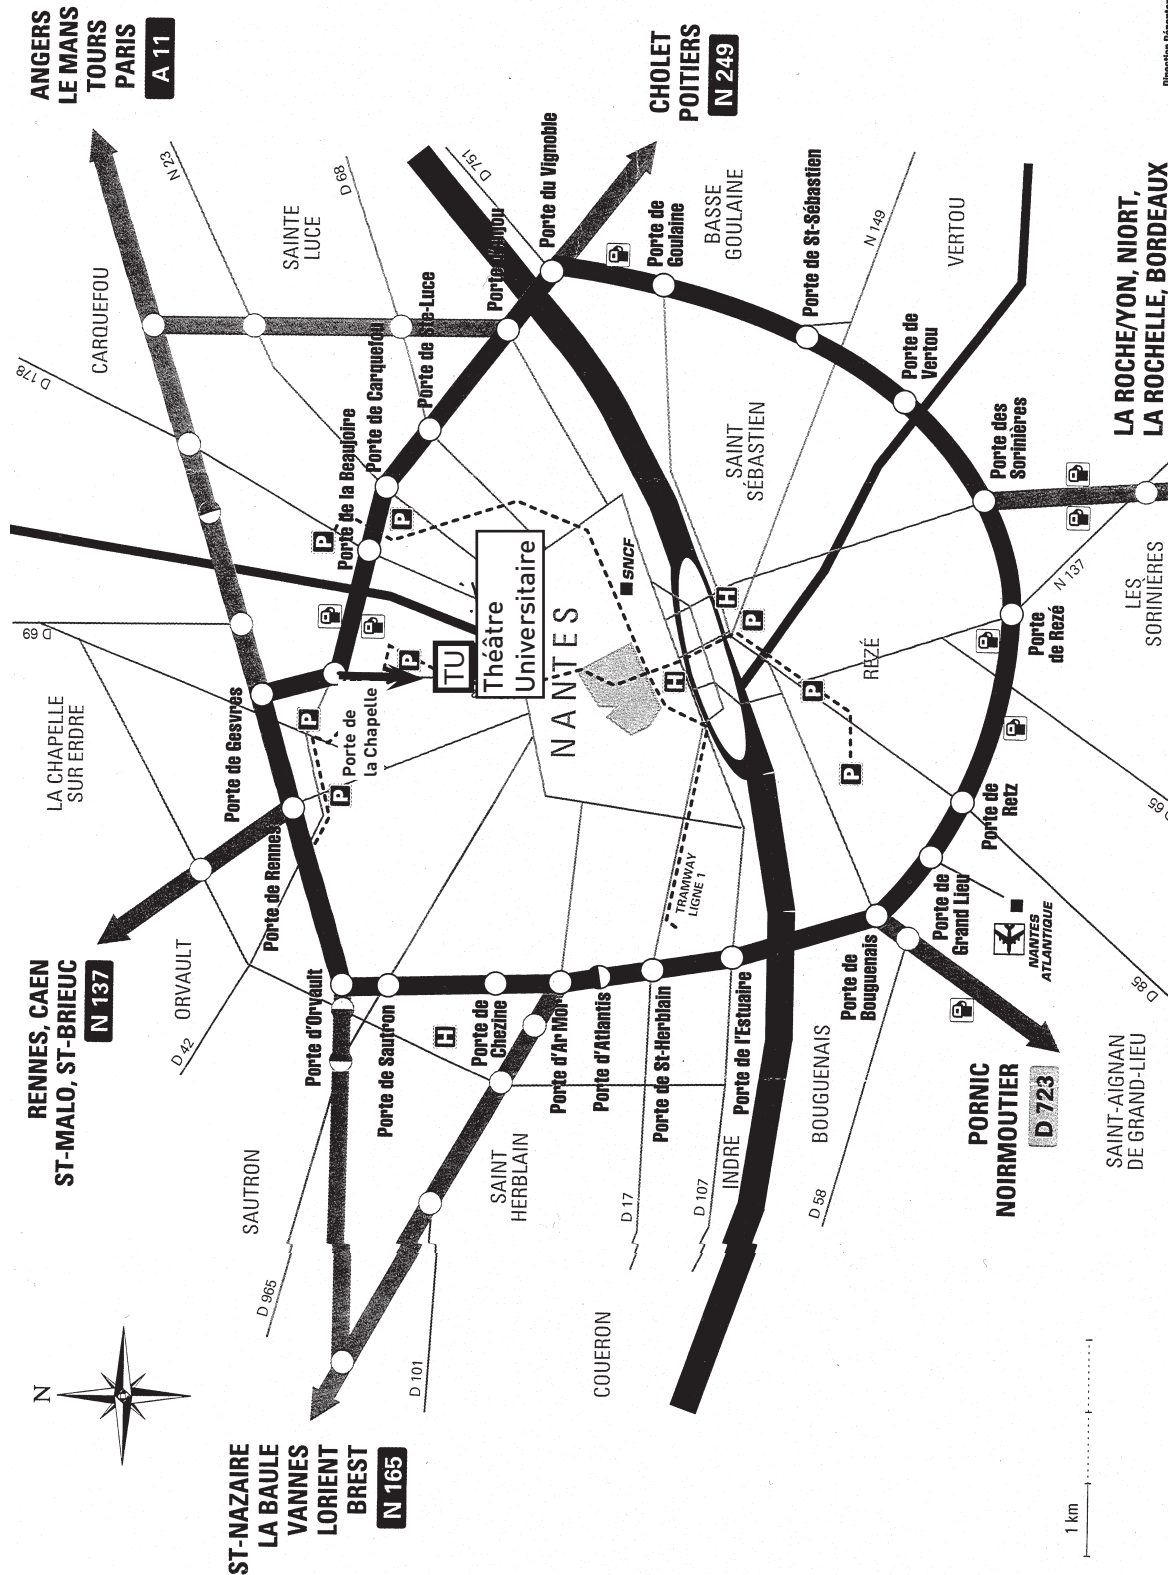 ST-NAZAIRE
LA BAULE
VANNES
LORIENT
BREST
N 165
N
RENNES, CAEN
ST-MALO, ST-BRIEUC
N 137
ANGERS
LE MANS
TOURS
PARIS
A 11
CHOLET
POITIERS
N 249
LA ROCHE/YON, NIORT,
LA ROCHELLE, BORDEAUX
PORNIC
NOIRMOUTIER
D 723
D 965
D 101
SAUTRON
D 42
ORVAULT
LA CHAPELLE
SUR ERDRE
D 69
D 178
CARQUEFOU
N 23
SAINTE
LUCE
D 68
D 751
BASSE
GOULAINE
N 149
VERTOU
Porte d'Orvault
Porte de Rennes
Porte de Gesvres
Porte de
la Chapelle
Porte de la Beaujoire
Porte de Carquefou
Porte de Ste-Luce
Porte d'Anjou
Porte du Vignoble
Porte de
Goulaine
Porte de St-Sébastien
Porte de
Vertou
Porte des
Sorinières
Porte
de Rezé
Porte de
Retz
Porte de
Grand Lieu
Porte de
Bouguenais
Porte de l'Estuaire
Porte de St-Herblain
Porte d'Atlantis
Porte d'Ar Mor
Porte de
Chezine
Porte de Sautron
P
P
P
P
P
P
P
P
H
H
H
TU
Théâtre
Universitaire
NANTES
SNCF
TRAMWAY
LIGNE 1
SAINT
SÉBASTIEN
REZÉ
N 137
LES
SORINIÈRES
D 65
D 85
NANTES
ATLANTIQUE
SAINT-AIGNAN
DE GRAND-LIEU
BOUGUENAIS
D 58
INDRE
D 107
D 17
SAINT
HERBLAIN
COUERON
1 km